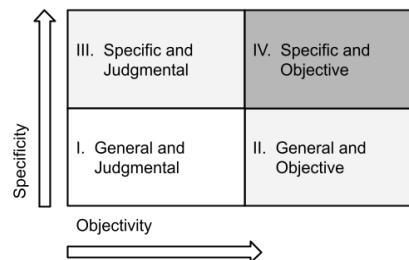 III. Specific and
Judgmental
IV. Specific and
Objective
I. General and
Judgmental
II. General and
Objective
Specificity
Objectivity